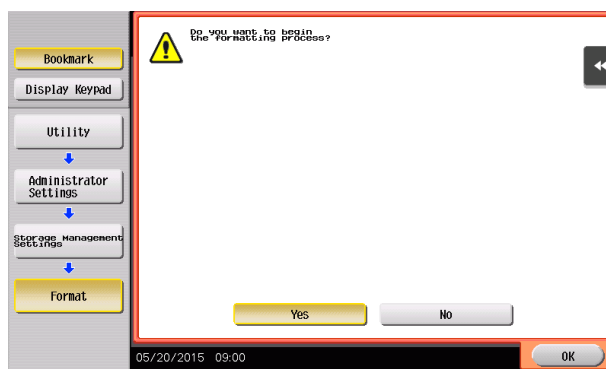 Do you want to begin
the formatting process?
Bookmark
Display Keypad
Utility
Administrator
Settings
Storage Management
Settings
Format
Yes
No
05/20/2015 09:00
OK